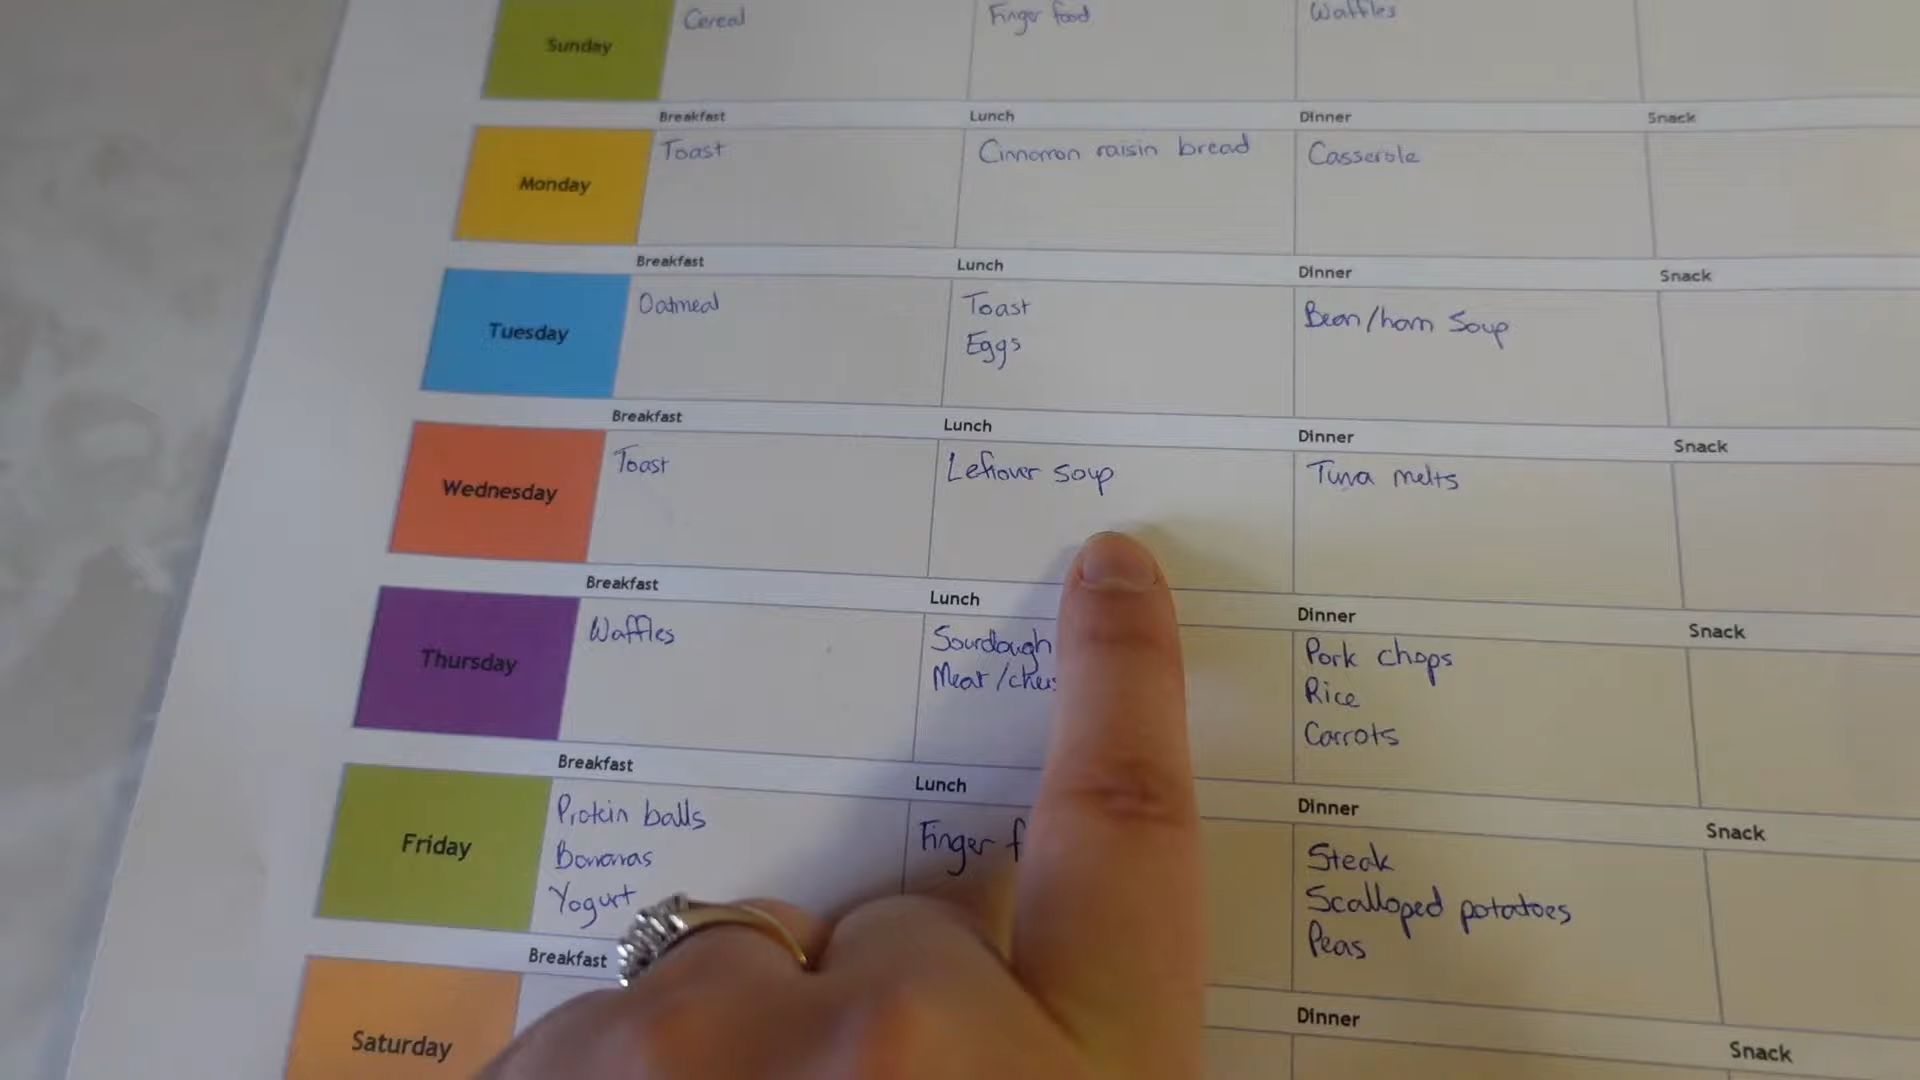 Sunday
Cereal
Finger food
Waffles
Breakfast Lunch Dinner Snack
Monday
Toast
Cinnamon raisin bread
Casserole
Breakfast Lunch Dinner Snack
Tuesday
Oatmeal
Toast
Eggs
Bean/ham Soup
Breakfast Lunch Dinner Snack
Wednesday
Toast
Leftover soup
Tuna melts
Breakfast Lunch Dinner Snack
Thursday
Waffles
Sourdough
Meat/
Pork chops
Rice
Carrots
Breakfast Lunch Dinner Snack
Friday
Protein balls
Bananas
Yogurt
Finger
Steak
Scalloped potatoes
Peas
Breakfast Dinner Snack
Saturday